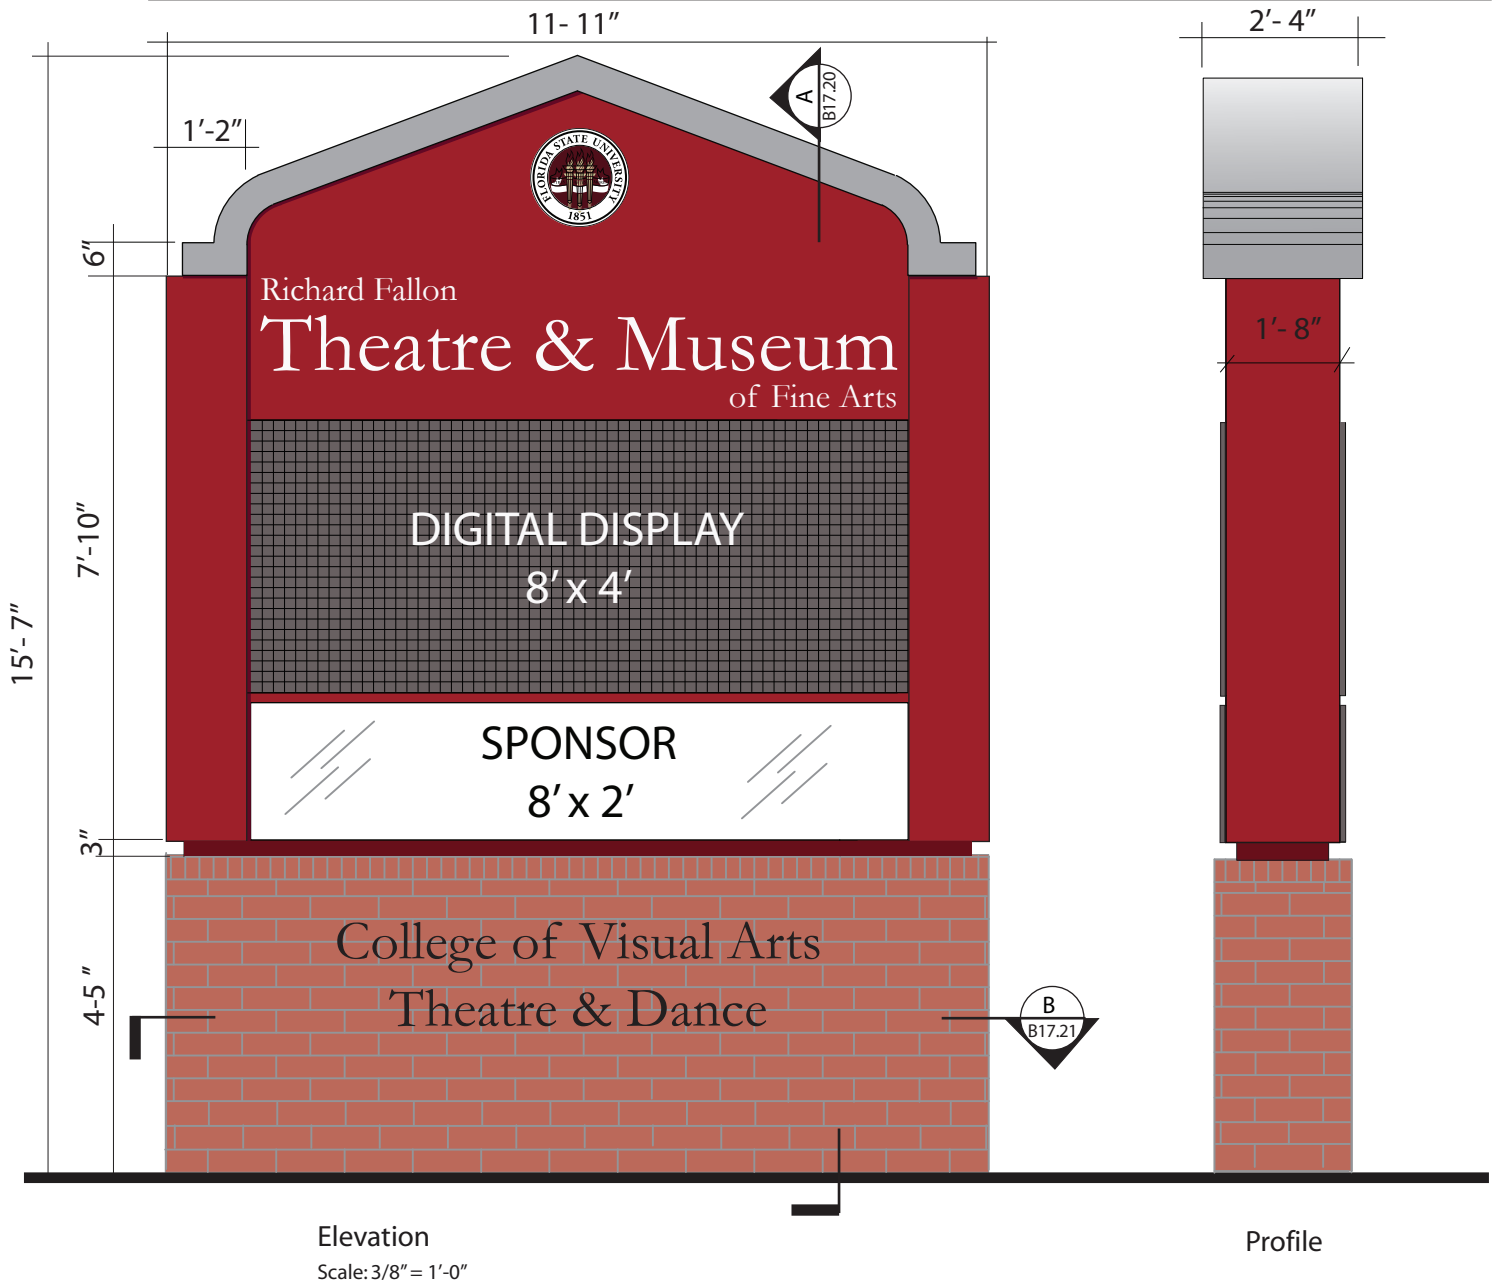 11- 11”
2’- 4”
A
B17.20
1’-2”
FLORIDA STATE UNIVERSITY
1851
6”
Richard Fallon
Theatre & Museum
of Fine Arts
1’- 8”
DIGITAL DISPLAY
8’ x 4’
7’-10”
15’- 7”
SPONSOR
8’ x 2’
3”
College of Visual Arts
Theatre & Dance
4-5 ”
B
B17.21
Elevation
Scale: 3/8” = 1’-0”
Profile